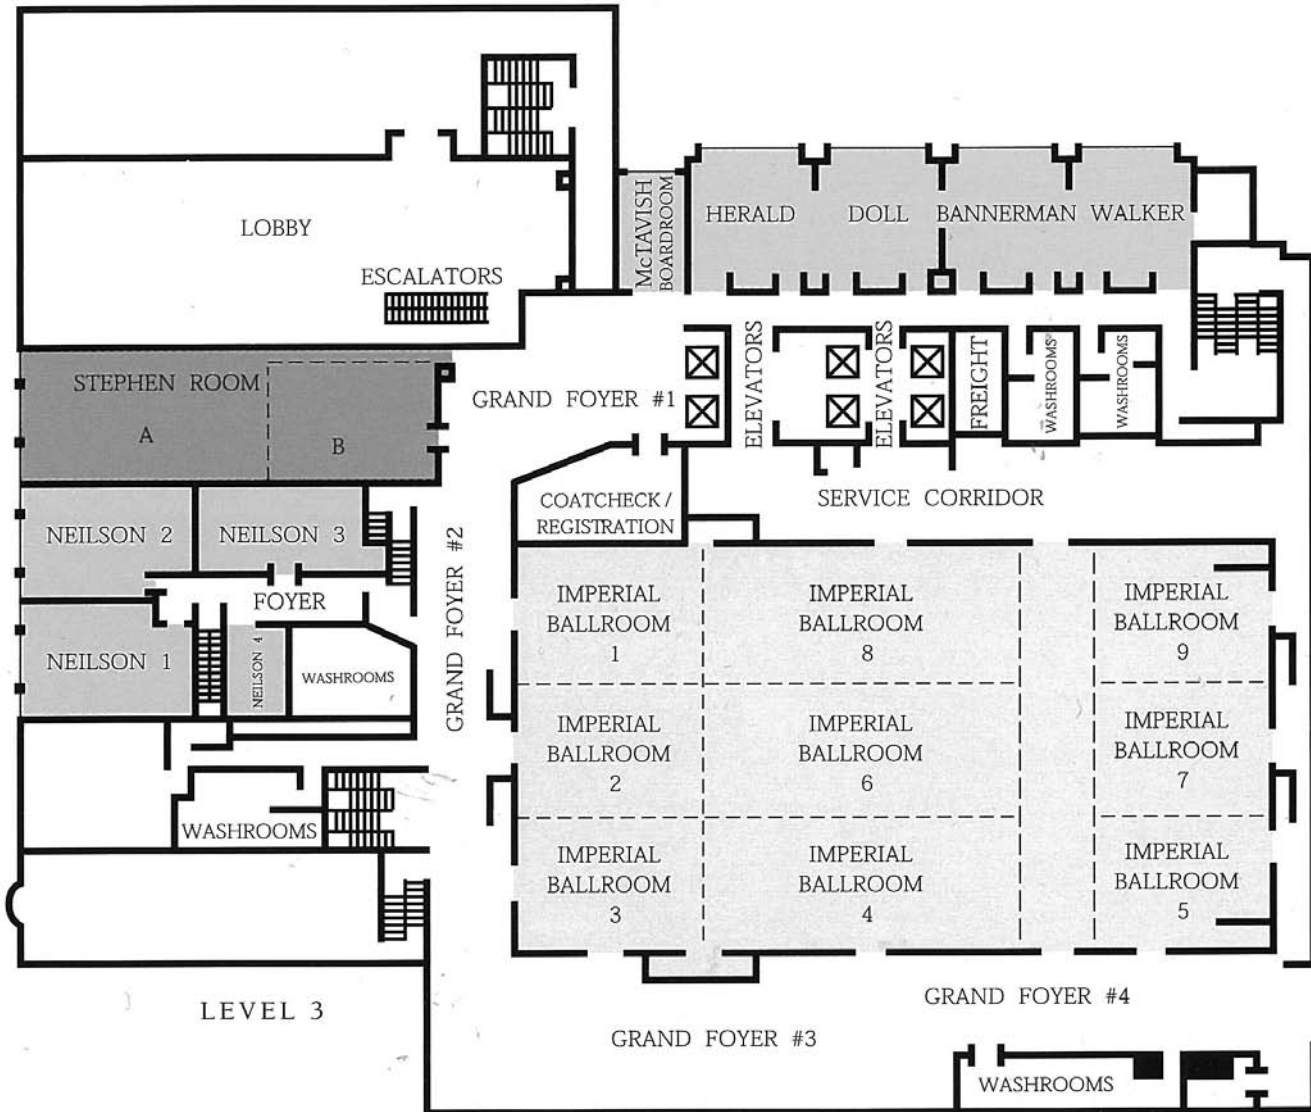 LOBBY
ESCALATORS
McTAVISH
BOARDROOM
HERALD
DOLL
BANNERMAN
WALKER
STEPHEN ROOM
A
B
GRAND FOYER #1
ELEVATORS
ELEVATORS
FREIGHT
WASHROOMS
WASHROOMS
NEILSON 2
NEILSON 3
COATCHECK /
REGISTRATION
SERVICE CORRIDOR
FOYER
GRAND FOYER #2
NEILSON 1
NEILSON 4
WASHROOMS
IMPERIAL
BALLROOM
1
IMPERIAL
BALLROOM
8
IMPERIAL
BALLROOM
9
IMPERIAL
BALLROOM
2
IMPERIAL
BALLROOM
6
IMPERIAL
BALLROOM
7
WASHROOMS
IMPERIAL
BALLROOM
3
IMPERIAL
BALLROOM
4
IMPERIAL
BALLROOM
5
LEVEL 3
GRAND FOYER #4
GRAND FOYER #3
WASHROOMS